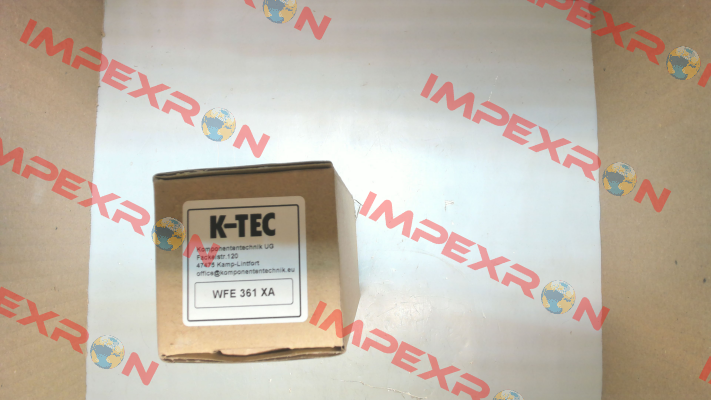 K-TEC
Komponententechnik UG
Fackelstr.120
47475 Kamp-Lintfort
office@komponententechnik.eu
WFE 361 XA
IMPEXRON
IMPEXRON
IMPEXRON
IMPEXRON
IMPEXRON
IMPEXRON
IMPEXRON